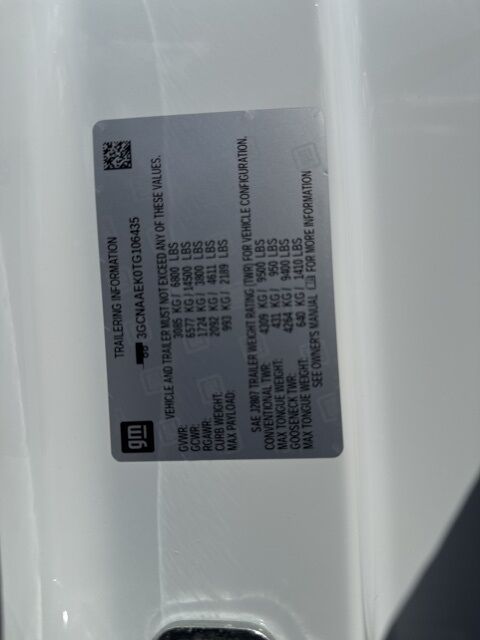 gm
TRAILERING INFORMATION
3GCNAAEK0TG106435
VEHICLE AND TRAILER MUST NOT EXCEED ANY OF THESE VALUES.
GVWR: 3085 KG/ 6800 LBS
GCWR: 6577 KG/ 14500 LBS
RGAWR: 1724 KG/ 3800 LBS
CURB WEIGHT: 2092 KG/ 4611 LBS
MAX PAYLOAD: 993 KG/ 2189 LBS
SAE J2807 TRAILER WEIGHT RATING (TWR) FOR VEHICLE CONFIGURATION.
CONVENTIONAL TWR: 4309 KG/ 9500 LBS
MAX TONGUE WEIGHT: 431 KG/ 950 LBS
GOOSENECK TWR: 4264 KG/ 9400 LBS
MAX TONGUE WEIGHT: 640 KG/ 1410 LBS
SEE OWNER'S MANUAL FOR MORE INFORMATION